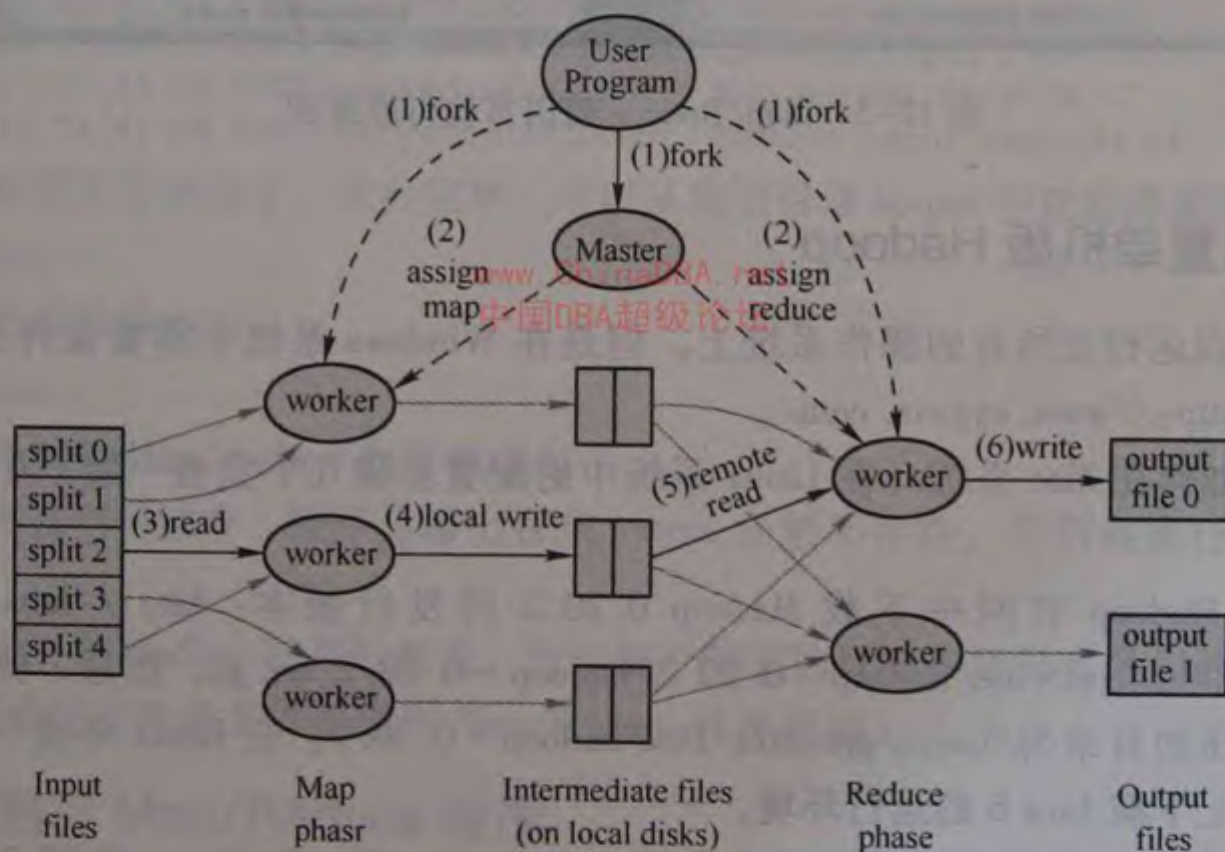 User
Program
(1)fork
(1)fork
(1)fork
Master
(2)
assign
map
(2)
assign
reduce
www.ChinaDBA.net
中国DBA超级论坛
worker
split 0
split 1
split 2
split 3
split 4
(3)read
worker
(4)local write
(5)remote
read
worker
(6)write
output
file 0
worker
worker
output
file 1
Input
files
Map
phasr
Intermediate files
(on local disks)
Reduce
phase
Output
files